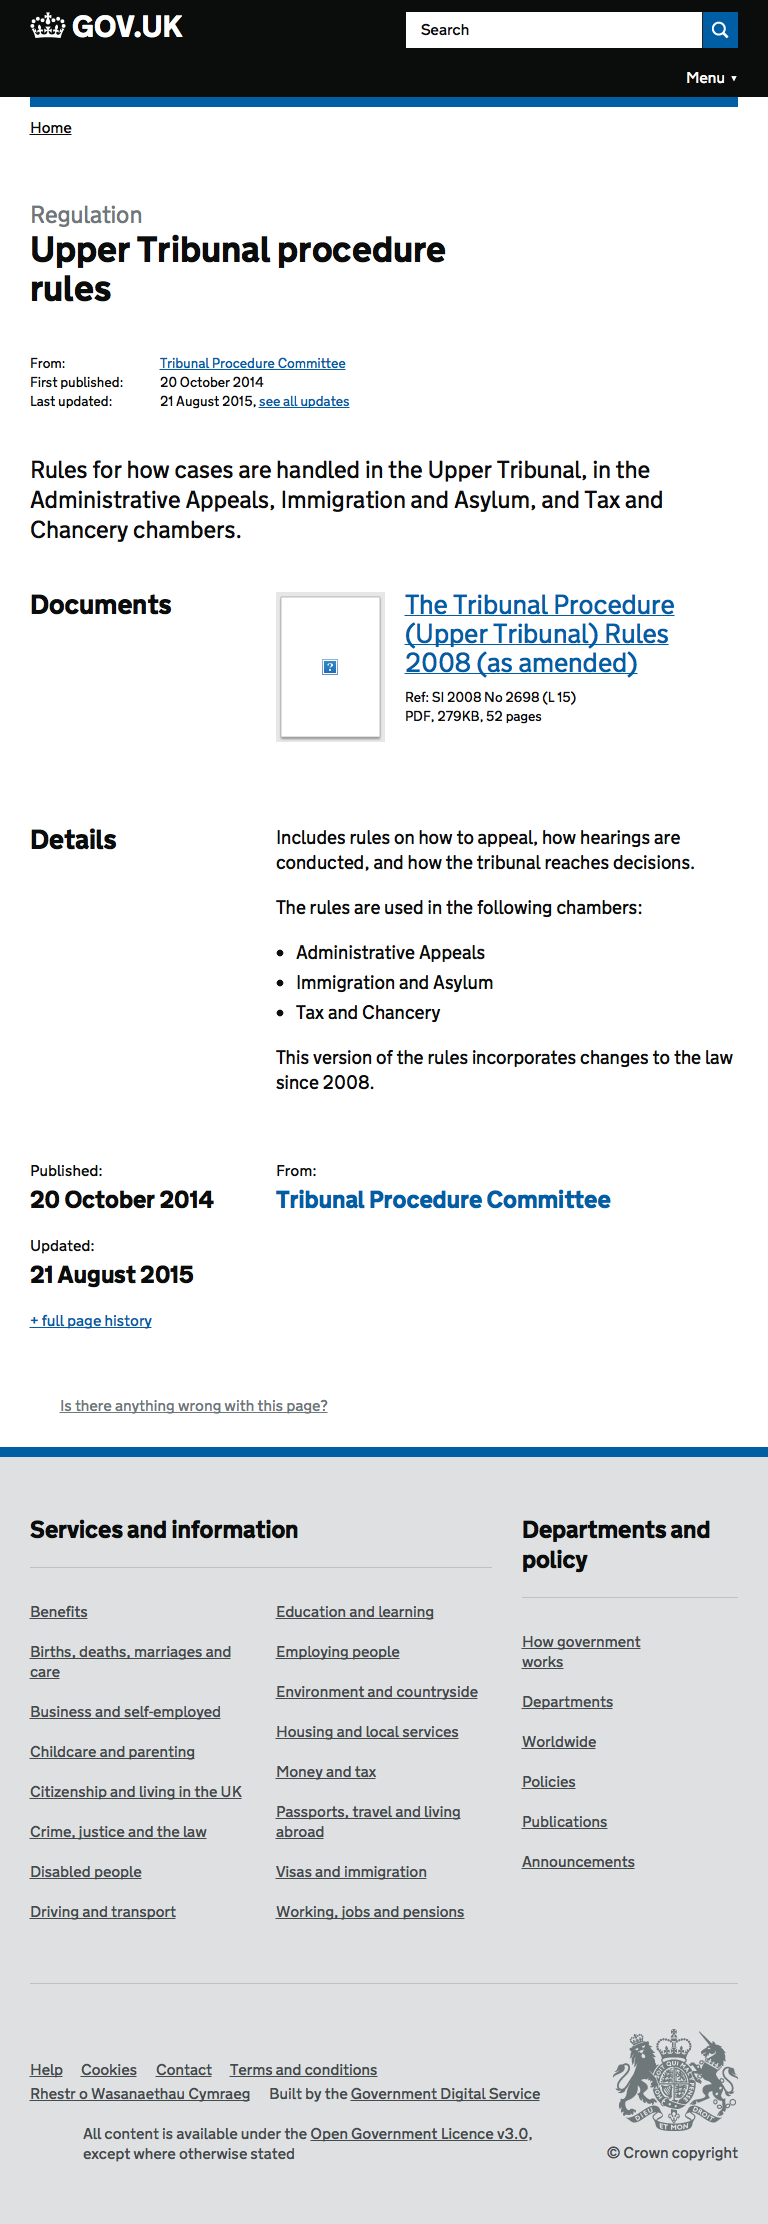 GOV.UK
Search
Menu ▼
Home
Regulation
Upper Tribunal procedure
rules
From: Tribunal Procedure Committee
First published: 20 October 2014
Last updated: 21 August 2015, see all updates
Rules for how cases are handled in the Upper Tribunal, in the
Administrative Appeals, Immigration and Asylum, and Tax and
Chancery chambers.
Documents
The Tribunal Procedure
(Upper Tribunal) Rules
2008 (as amended)
Ref: SI 2008 No 2698 (L 15)
PDF, 279KB, 52 pages
Details
Includes rules on how to appeal, how hearings are
conducted, and how the tribunal reaches decisions.
The rules are used in the following chambers:
• Administrative Appeals
• Immigration and Asylum
• Tax and Chancery
This version of the rules incorporates changes to the law
since 2008.
Published:
20 October 2014
From:
Tribunal Procedure Committee
Updated:
21 August 2015
+ full page history
Is there anything wrong with this page?
Services and information
Benefits
Births, deaths, marriages and
care
Business and self-employed
Childcare and parenting
Citizenship and living in the UK
Crime, justice and the law
Disabled people
Driving and transport
Education and learning
Employing people
Environment and countryside
Housing and local services
Money and tax
Passports, travel and living
abroad
Visas and immigration
Working, jobs and pensions
Departments and
policy
How government
works
Departments
Worldwide
Policies
Publications
Announcements
Help Cookies Contact Terms and conditions
Rhestr o Wasanaethau Cymraeg Built by the Government Digital Service
All content is available under the Open Government Licence v3.0,
except where otherwise stated
DIEU ET MON DROIT
© Crown copyright